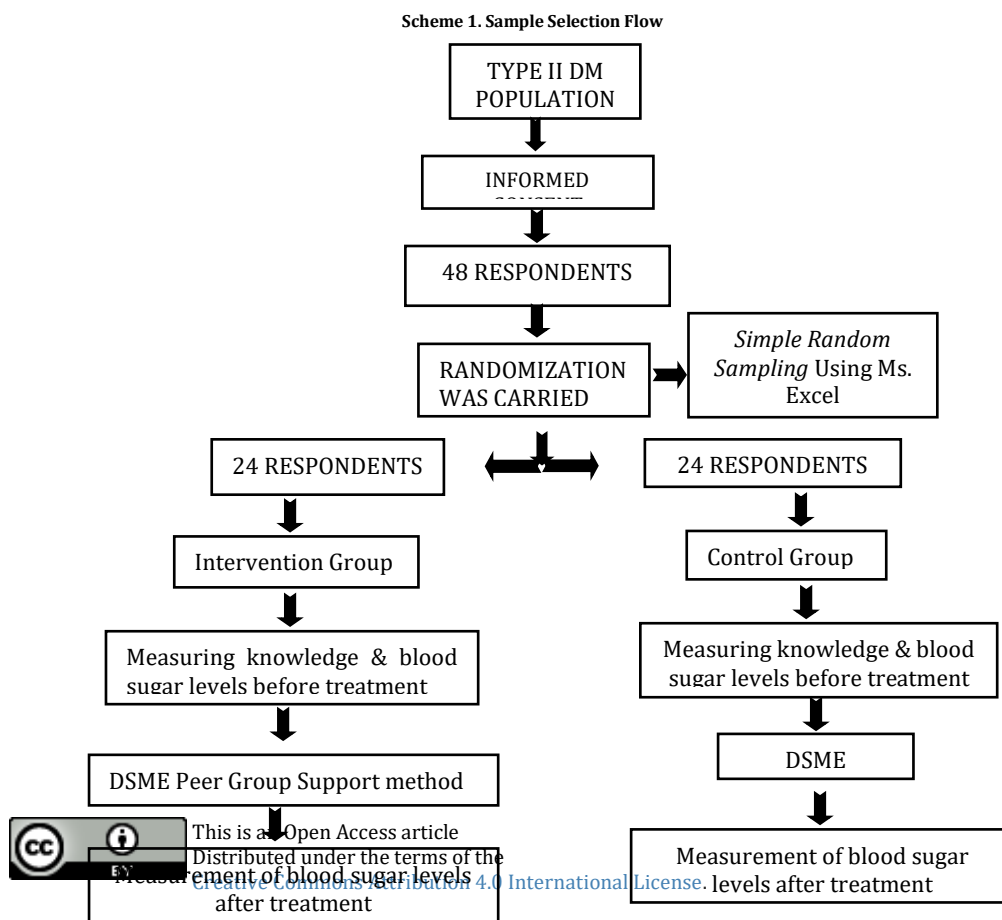 Scheme 1. Sample Selection Flow
TYPE II DM
POPULATION
INFORMED
48 RESPONDENTS
RANDOMIZATION
WAS CARRIED
Simple Random
Sampling Using Ms.
Excel
24 RESPONDENTS
24 RESPONDENTS
Intervention Group
Control Group
Measuring knowledge & blood
sugar levels before treatment
Measuring knowledge & blood
sugar levels before treatment
DSME Peer Group Support method
DSME
This is an Open Access article
Distributed under the terms of the
Creative Commons Attribution 4.0 International License.
Measurement of blood sugar levels
after treatment
Measurement of blood sugar
levels after treatment
cc
BY